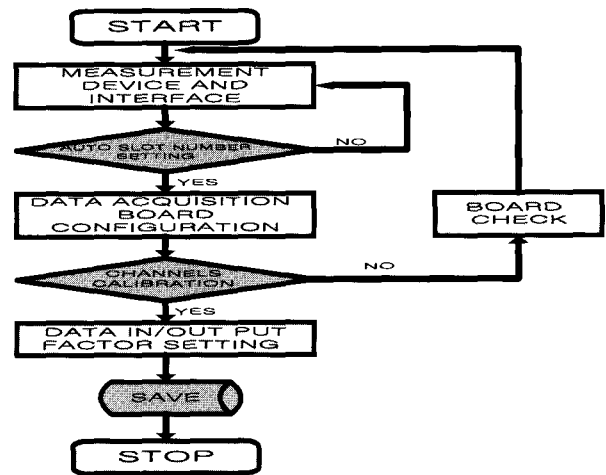 START
MEASUREMENT
DEVICE AND
INTERFACE
AUTO SLOT NUMBER
SETTING
NO
YES
DATA ACQUISITION
BOARD
CONFIGURATION
BOARD
CHECK
CHANNELS
CALIBRATION
NO
YES
DATA IN/OUT PUT
FACTOR SETTING
SAVE
STOP